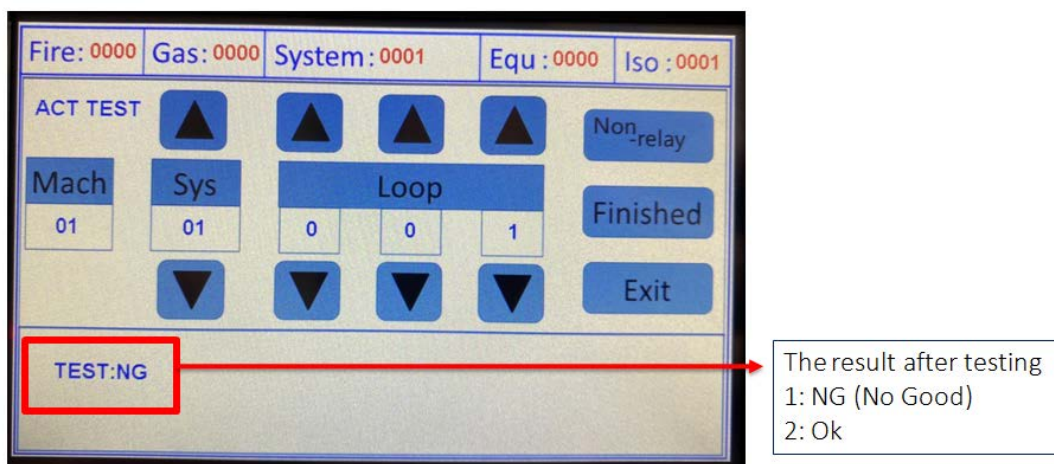 Fire: 0000 Gas: 0000 System: 0001 Equ: 0000 Iso: 0001
ACT TEST
Non-relay
Mach Sys Loop
01 01 0 0 1
Finished
Exit
TEST:NG
The result after testing
1: NG (No Good)
2: Ok